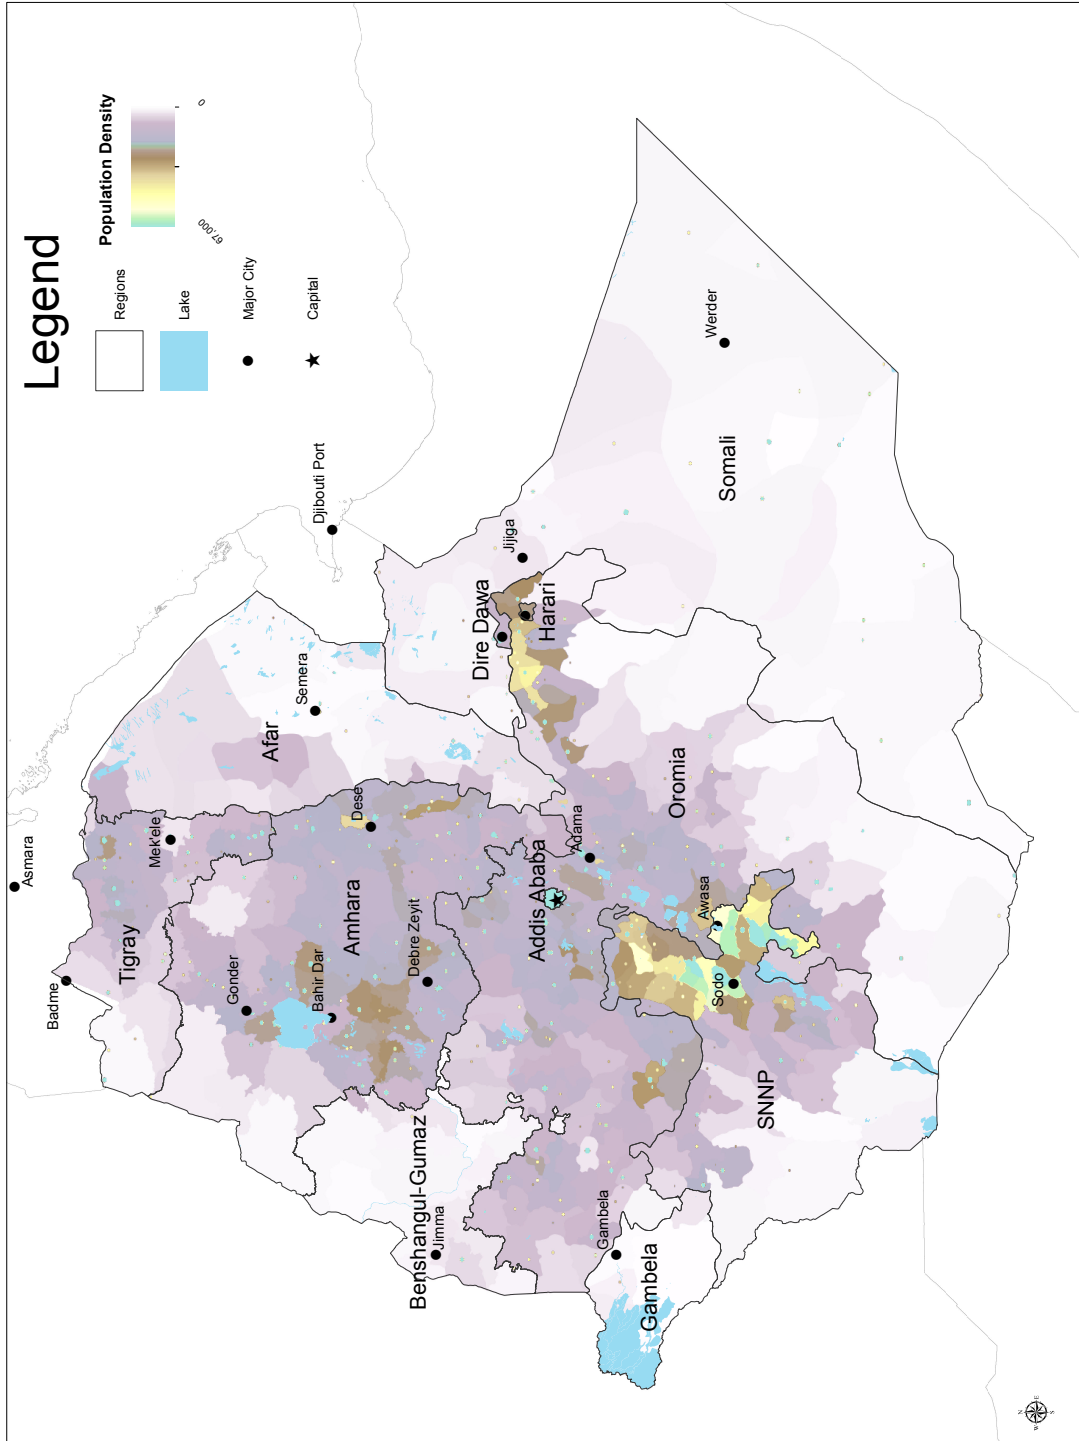 Legend
Regions
Lake
Major City
Capital
Population Density
67,000
0
Asmara
Badme
Tigray
Mek'ele
Gonder
Afar
Semera
Djibouti Port
Bahir Dar
Amhara
Dese
Debre Zeyit
Benshangul-Gumaz
Jimma
Dire Dawa
Jijiga
Harari
Addis Ababa
Adama
Gambela
Gambela
Oromia
Awasa
Sodo
SNNP
Somali
Werder
N
E
S
W